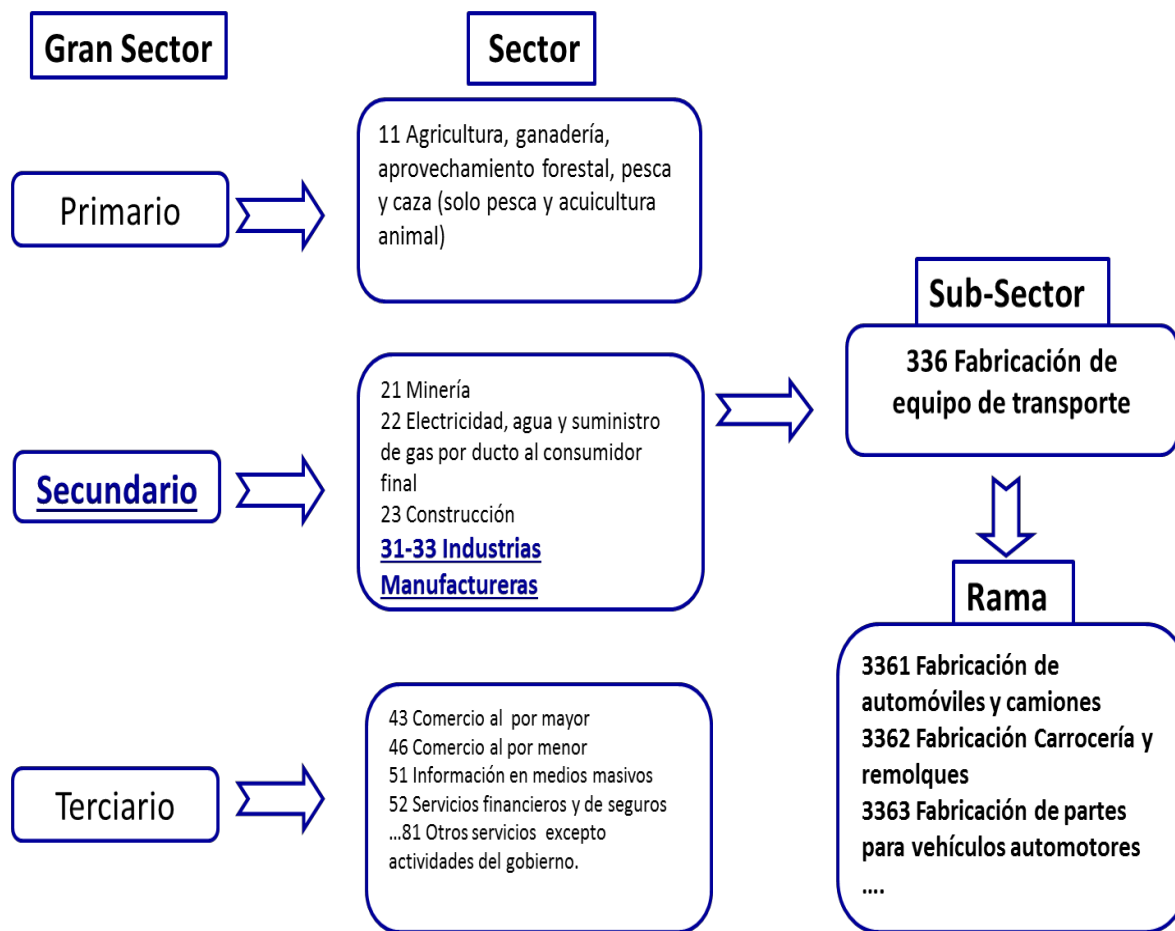 Gran Sector
Sector
11 Agricultura, ganadería,
aprovechamiento forestal, pesca
y caza (solo pesca y acuicultura
animal)
Primario
Sub-Sector
336 Fabricación de
equipo de transporte
21 Minería
22 Electricidad, agua y suministro
de gas por ducto al consumidor
final
23 Construcción
31-33 Industrias
Manufactureras
Secundario
Rama
3361 Fabricación de
automóviles y camiones
3362 Fabricación Carrocería y
remolques
3363 Fabricación de partes
para vehículos automotores
....
43 Comercio al  por mayor
46 Comercio al por menor
51 Información en medios masivos
52 Servicios financieros y de seguros
...81 Otros servicios  excepto
actividades del gobierno.
Terciario